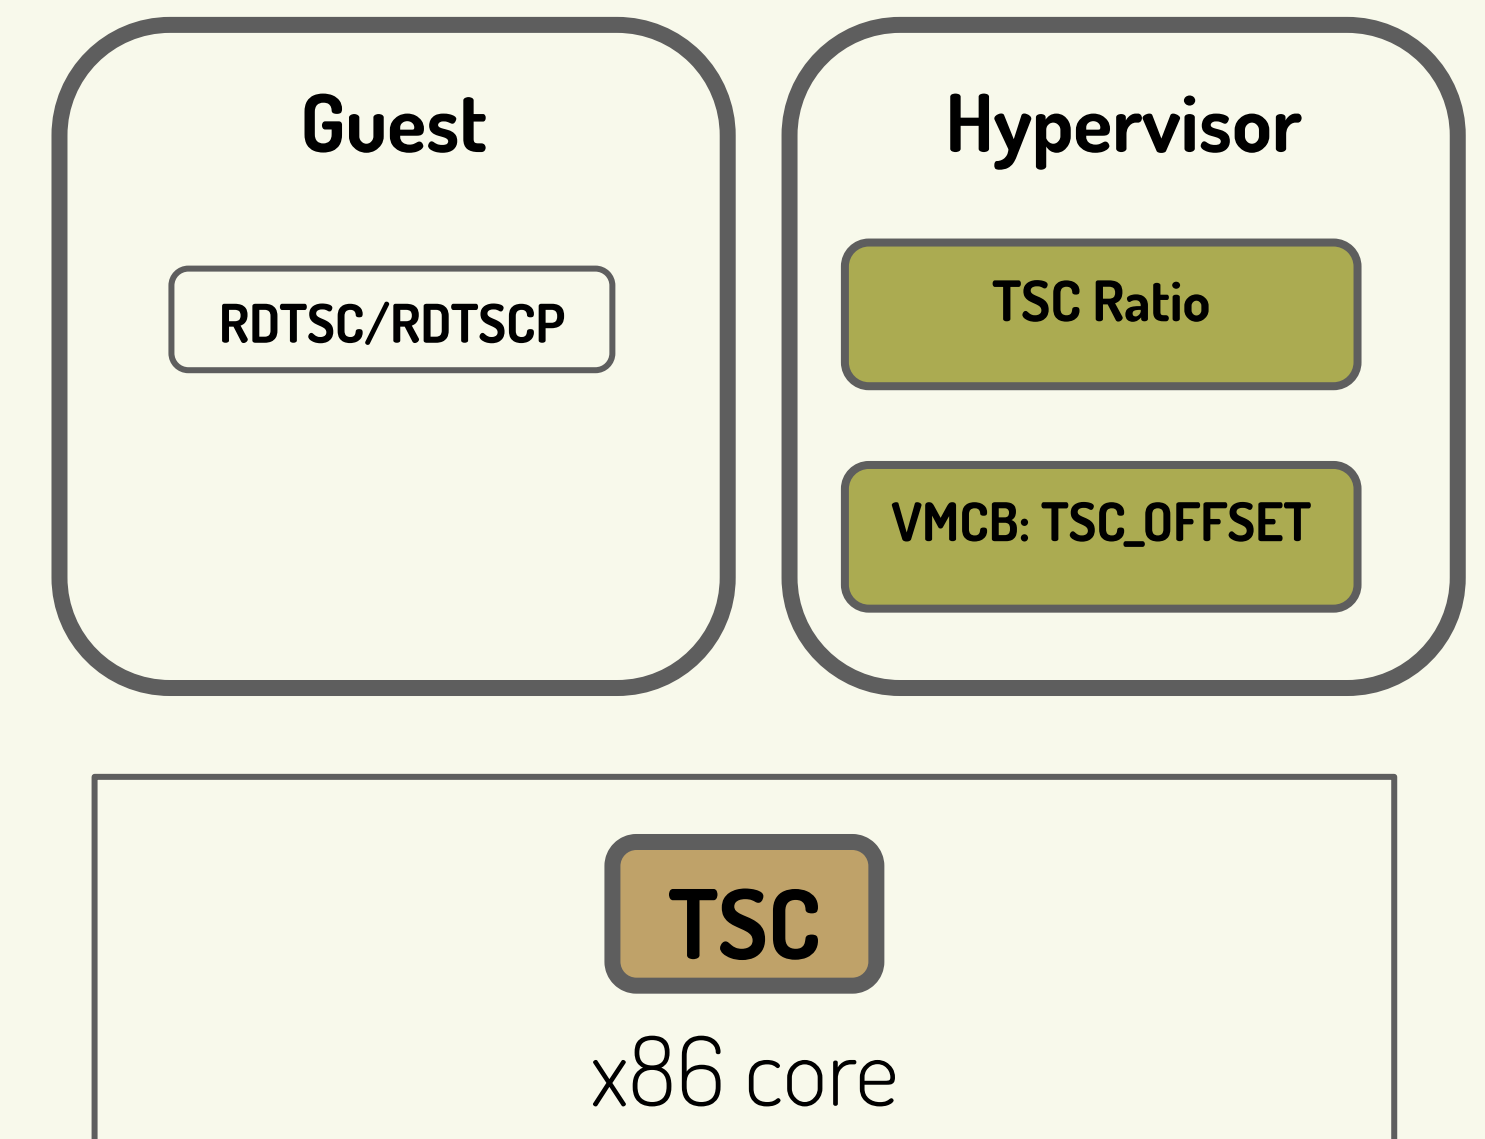 Guest
RDTSC/RDTSCP
Hypervisor
TSC Ratio
VMCB: TSC_OFFSET
TSC
x86 core